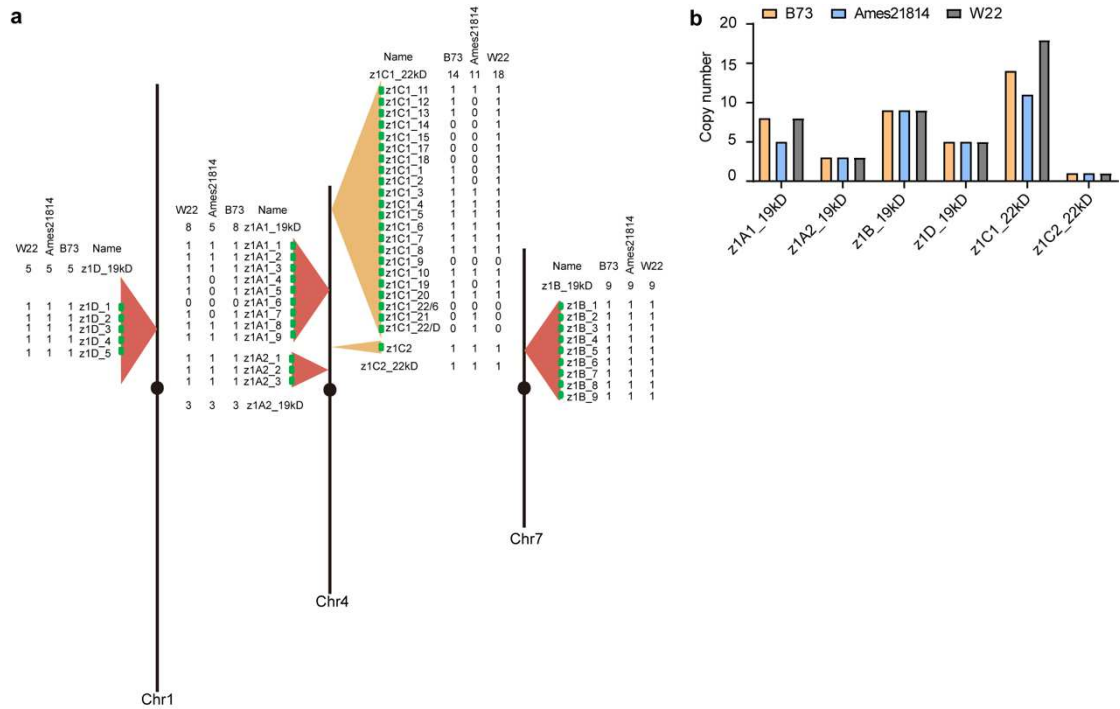 a
Name B73 Ames21814 W22
z1C1_22kD 14 11 18
z1C1_11 1 1 1
z1C1_12 1 0 1
z1C1_13 1 0 1
z1C1_14 0 0 1
z1C1_15 0 0 1
z1C1_17 0 0 1
z1C1_18 0 0 1
z1C1_1 1 0 1
z1C1_2 1 0 1
z1C1_3 1 1 1
z1C1_4 1 1 1
z1C1_5 1 1 1
z1C1_6 1 1 1
z1C1_7 1 1 1
z1C1_8 1 1 1
z1C1_9 0 0 0
z1C1_10 1 1 1
z1C1_19 1 0 1
z1C1_20 1 1 1
z1C1_22/6 0 0 0
z1C1_21 0 1 0
z1C1_22/D 0 1 0
z1C2 1 1 1
z1C2_22kD 1 1 1
W22 Ames21814 B73 Name
5 5 5 z1D_19kD
1 1 1 z1D_1
1 1 1 z1D_2
1 1 1 z1D_3
1 1 1 z1D_4
1 1 1 z1D_5
W22 Ames21814 B73 Name
8 5 8 z1A1_19kD
1 1 1 z1A1_1
1 1 1 z1A1_2
1 1 1 z1A1_3
1 0 1 z1A1_4
1 0 1 z1A1_5
0 0 0 z1A1_6
1 0 1 z1A1_7
1 1 1 z1A1_8
1 1 1 z1A1_9
1 1 1 z1A2_1
1 1 1 z1A2_2
1 1 1 z1A2_3
3 3 3 z1A2_19kD
Name B73 Ames21814 W22
z1B_19kD 9 9 9
z1B_1 1 1 1
z1B_2 1 1 1
z1B_3 1 1 1
z1B_4 1 1 1
z1B_5 1 1 1
z1B_6 1 1 1
z1B_7 1 1 1
z1B_8 1 1 1
z1B_9 1 1 1
Chr1
Chr4
Chr7
b
B73 Ames21814 W22
Copy number
20
15
10
5
0
z1A1_19kD
z1A2_19kD
z1B_19kD
z1D_19kD
z1C1_22kD
z1C2_22kD